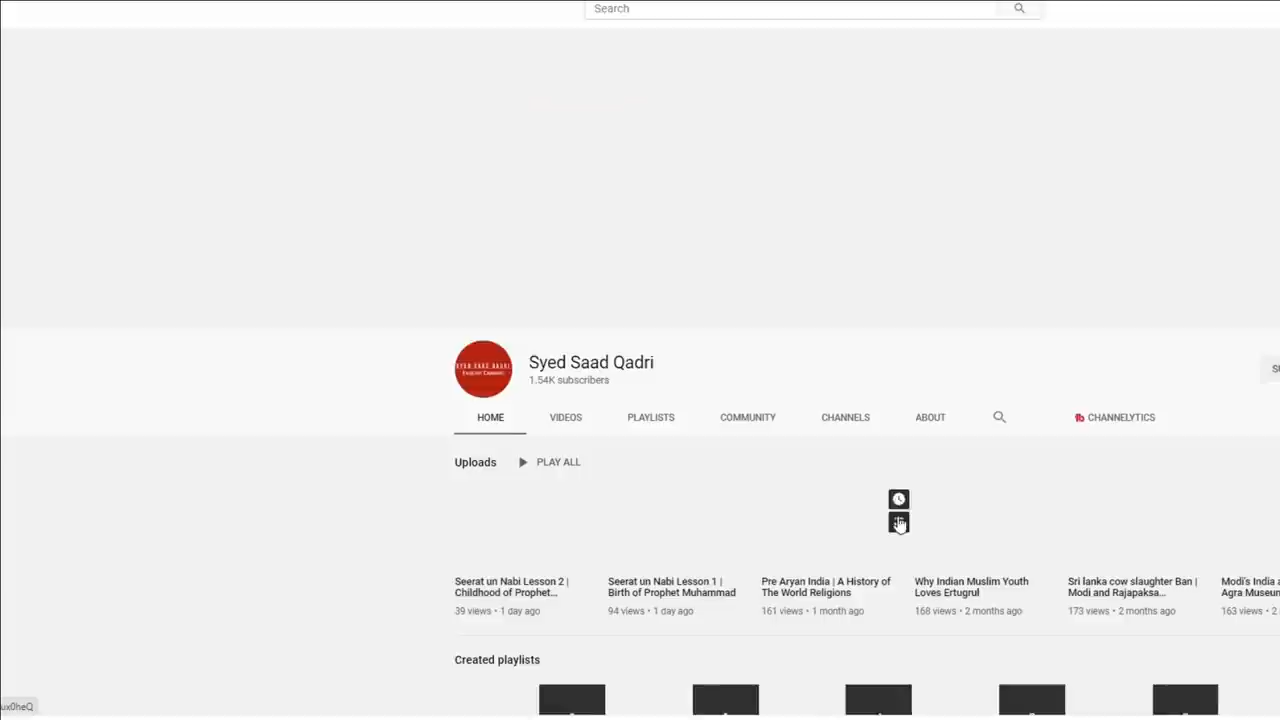 Search
Syed Saad Qadri
1.54K subscribers
HOME VIDEOS PLAYLISTS COMMUNITY CHANNELS ABOUT CHANNELYTICS
Uploads PLAY ALL
Seerat un Nabi Lesson 2 |
Childhood of Prophet...
39 views • 1 day ago
Seerat un Nabi Lesson 1 |
Birth of Prophet Muhammad
94 views • 1 day ago
Pre Aryan India | A History of
The World Religions
161 views • 1 month ago
Why Indian Muslim Youth
Loves Ertugrul
168 views • 2 months ago
Sri lanka cow slaughter Ban |
Modi and Rajapaksa...
173 views • 2 months ago
Modi's India
Agra
163 views • 2
Created playlists
ux0heQ